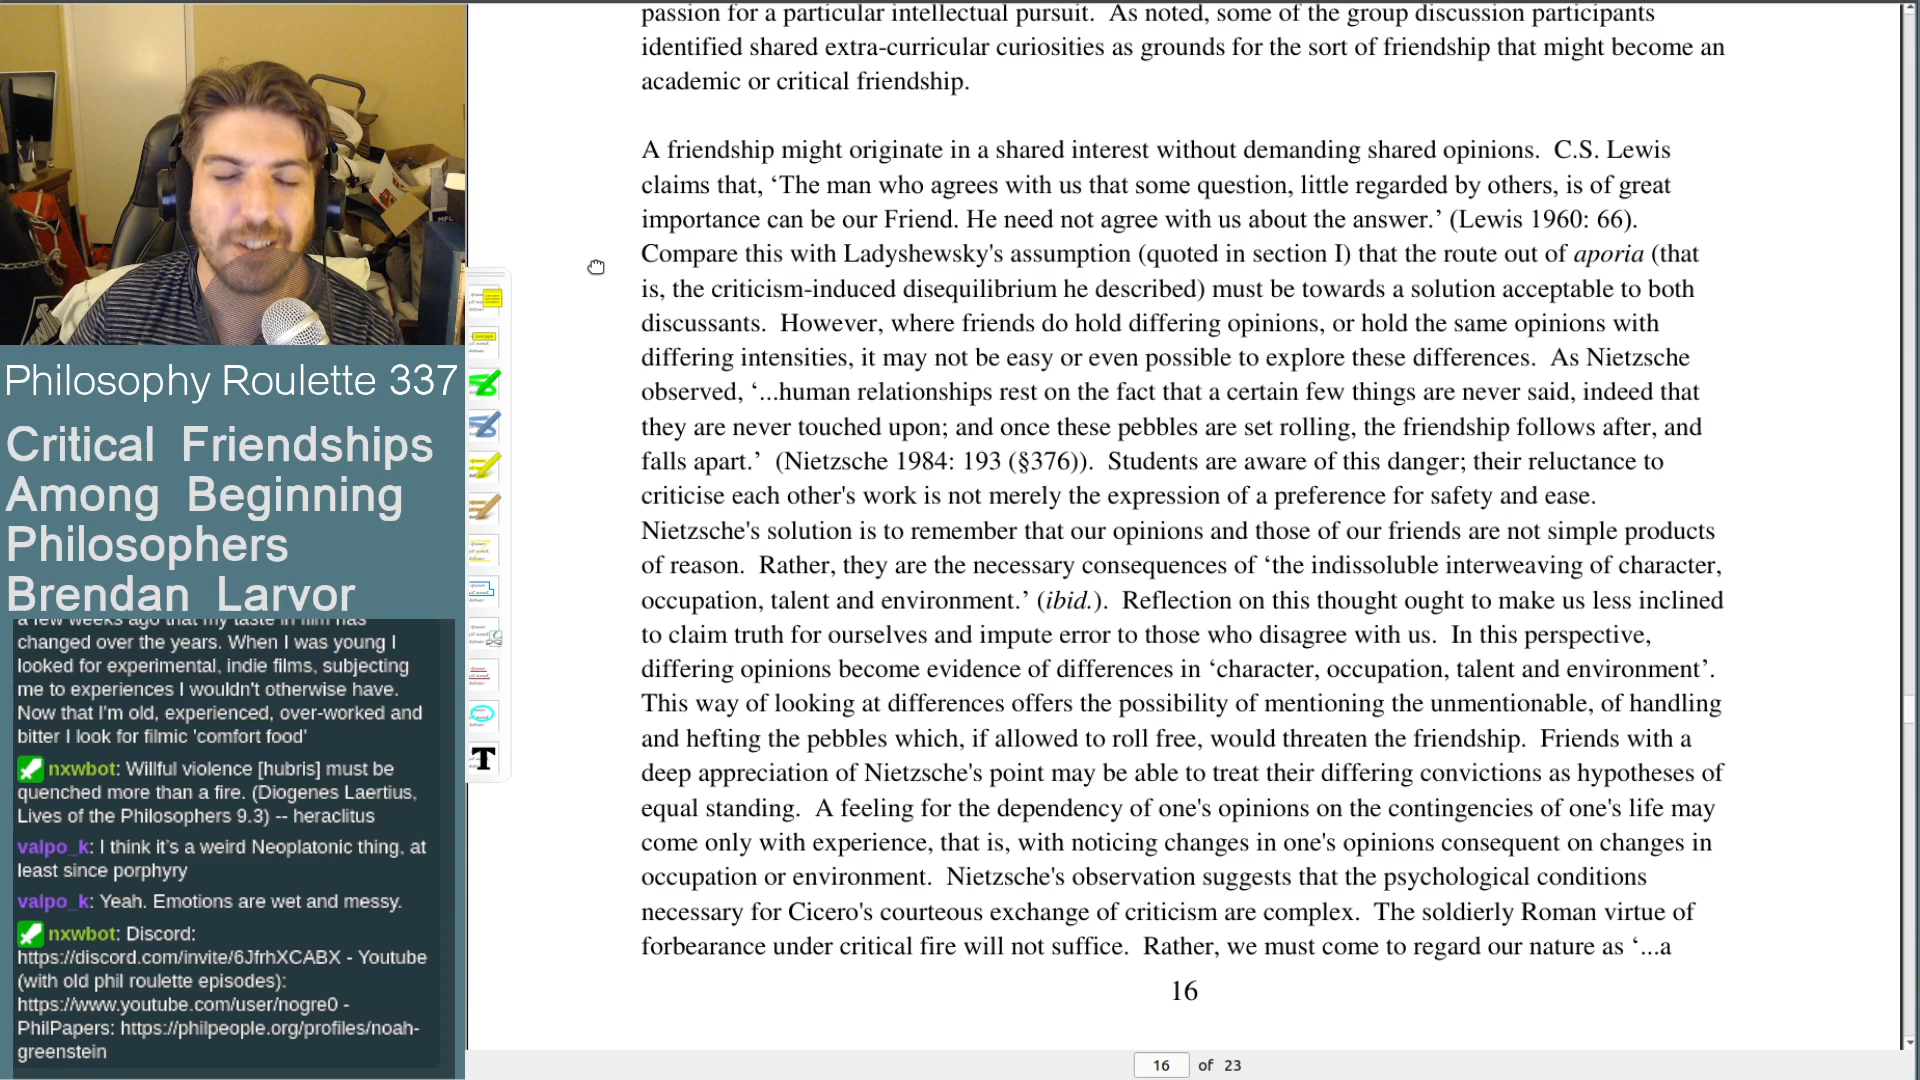 passion for a particular intellectual pursuit.  As noted, some of the group discussion participants
identified shared extra-curricular curiosities as grounds for the sort of friendship that might become an
academic or critical friendship.
A friendship might originate in a shared interest without demanding shared opinions.  C.S. Lewis
claims that, ‘The man who agrees with us that some question, little regarded by others, is of great
importance can be our Friend. He need not agree with us about the answer.’ (Lewis 1960: 66).
Compare this with Ladyshewsky's assumption (quoted in section I) that the route out of aporia (that
is, the criticism-induced disequilibrium he described) must be towards a solution acceptable to both
discussants.  However, where friends do hold differing opinions, or hold the same opinions with
differing intensities, it may not be easy or even possible to explore these differences.  As Nietzsche
observed, ‘...human relationships rest on the fact that a certain few things are never said, indeed that
they are never touched upon; and once these pebbles are set rolling, the friendship follows after, and
falls apart.’  (Nietzsche 1984: 193 (§376)).  Students are aware of this danger; their reluctance to
criticise each other's work is not merely the expression of a preference for safety and ease.
Nietzsche's solution is to remember that our opinions and those of our friends are not simple products
of reason.  Rather, they are the necessary consequences of ‘the indissoluble interweaving of character,
occupation, talent and environment.’ (ibid.).  Reflection on this thought ought to make us less inclined
to claim truth for ourselves and impute error to those who disagree with us.  In this perspective,
differing opinions become evidence of differences in ‘character, occupation, talent and environment’.
This way of looking at differences offers the possibility of mentioning the unmentionable, of handling
and hefting the pebbles which, if allowed to roll free, would threaten the friendship.  Friends with a
deep appreciation of Nietzsche's point may be able to treat their differing convictions as hypotheses of
equal standing.  A feeling for the dependency of one's opinions on the contingencies of one's life may
come only with experience, that is, with noticing changes in one's opinions consequent on changes in
occupation or environment.  Nietzsche's observation suggests that the psychological conditions
necessary for Cicero's courteous exchange of criticism are complex.  The soldierly Roman virtue of
forbearance under critical fire will not suffice.  Rather, we must come to regard our nature as ‘...a
16
16 of 23
T
Philosophy Roulette 337
Critical Friendships
Among Beginning
Philosophers
Brendan Larvor
a few weeks ago that my taste in film has
changed over the years. When I was young I
looked for experimental, indie films, subjecting
me to experiences I wouldn't otherwise have.
Now that I'm old, experienced, over-worked and
bitter I look for filmic 'comfort food'
nxwbot: Willful violence [hubris] must be
quenched more than a fire. (Diogenes Laertius,
Lives of the Philosophers 9.3) -- heraclitus
valpo_k: I think it's a weird Neoplatonic thing, at
least since porphyry
valpo_k: Yeah. Emotions are wet and messy.
nxwbot: Discord:
https://discord.com/invite/6JfrhXCABX - Youtube
(with old phil roulette episodes):
https://www.youtube.com/user/nogre0 -
PhilPapers: https://philpeople.org/profiles/noah-
greenstein